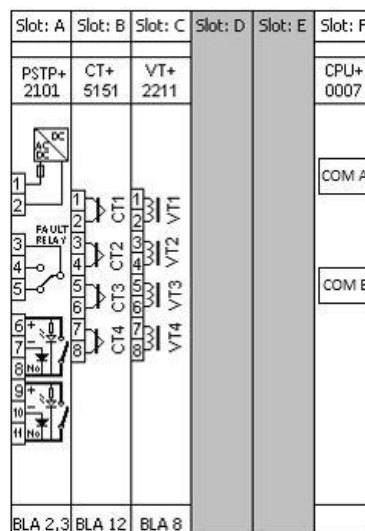 Slot: A Slot: B Slot: C Slot: D Slot: E Slot: F
PSTP+ CT+ VT+ CPU+
2101 5151 2211 0007
AC
DC
DC
1
2
FAULT
RELAY
3
4
5
6 +
7 −
8 No
9 +
10 −
11 No
1
2 CT1
3
4 CT2
5
6 CT3
7
8 CT4
1
2 VT1
3
4 VT2
5
6 VT3
7
8 VT4
COM A
COM B
BLA 2,3 BLA 12 BLA 8